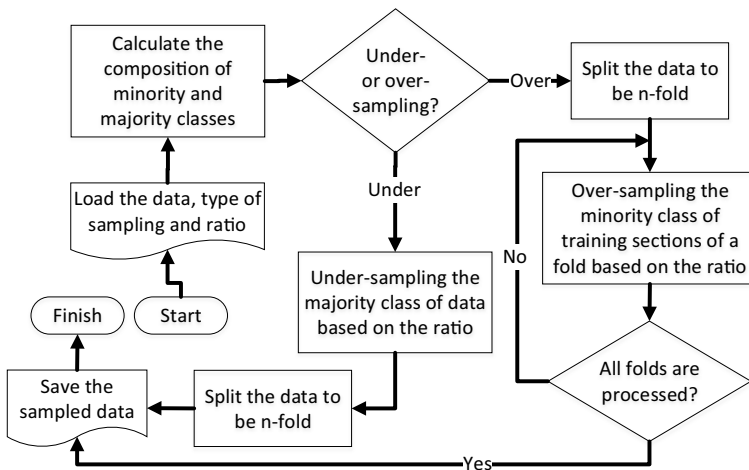 Calculate the
composition of
minority and
majority classes
Under-
or over-
sampling?
Over
Split the data to
be n-fold
Under
Load the data, type of
sampling and ratio
Over-sampling the
minority class of
training sections of a
fold based on the ratio
No
Under-sampling the
majority class of data
based on the ratio
Finish
Start
All folds are
processed?
Save the
sampled data
Split the data to
be n-fold
Yes